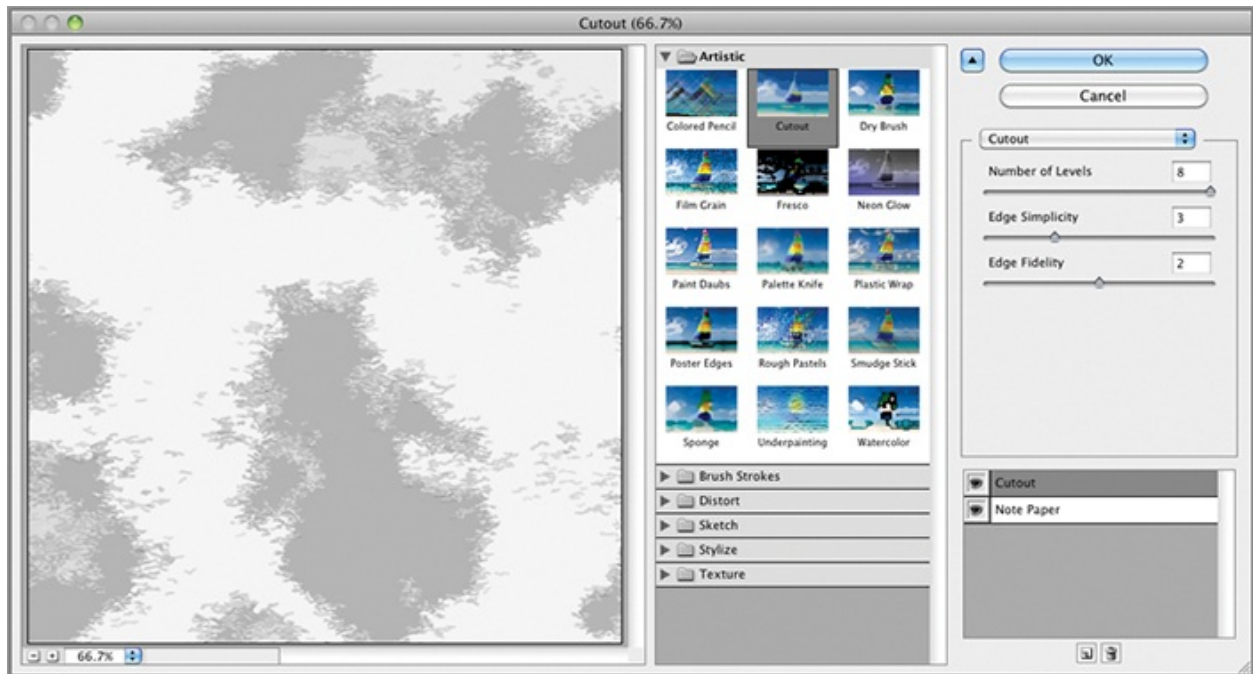 Cutout (66.7%)
Artistic
Colored Pencil
Cutout
Dry Brush
Film Grain
Fresco
Neon Glow
Paint Daubs
Palette Knife
Plastic Wrap
Poster Edges
Rough Pastels
Smudge Stick
Sponge
Underpainting
Watercolor
Brush Strokes
Distort
Sketch
Stylize
Texture
OK
Cancel
Cutout
Number of Levels 8
Edge Simplicity 3
Edge Fidelity 2
Cutout
Note Paper
66.7%